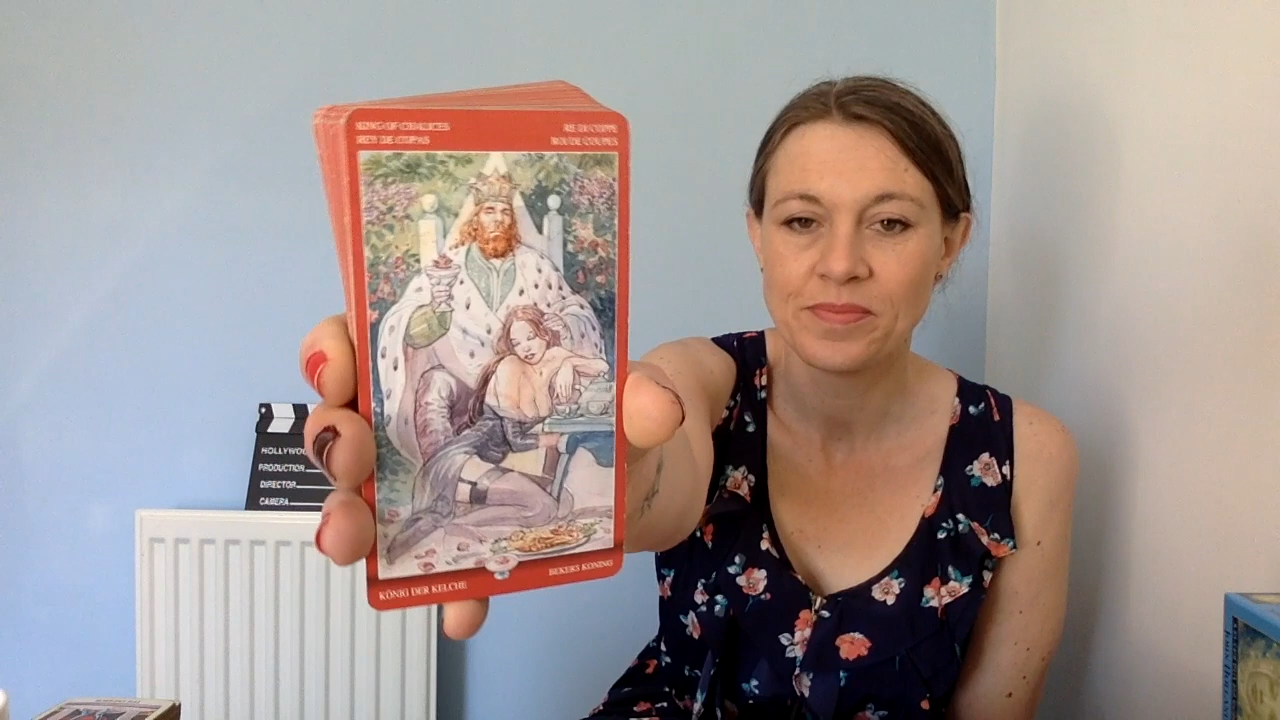 KING OF CHALICES
REY DE COPAS
RE DI COPPE
ROI DE COUPES
KÖNIG DER KELCHE
BEKERS KONING
HOLLYWOO
PRODUCTION
DIRECTOR
CAMERA